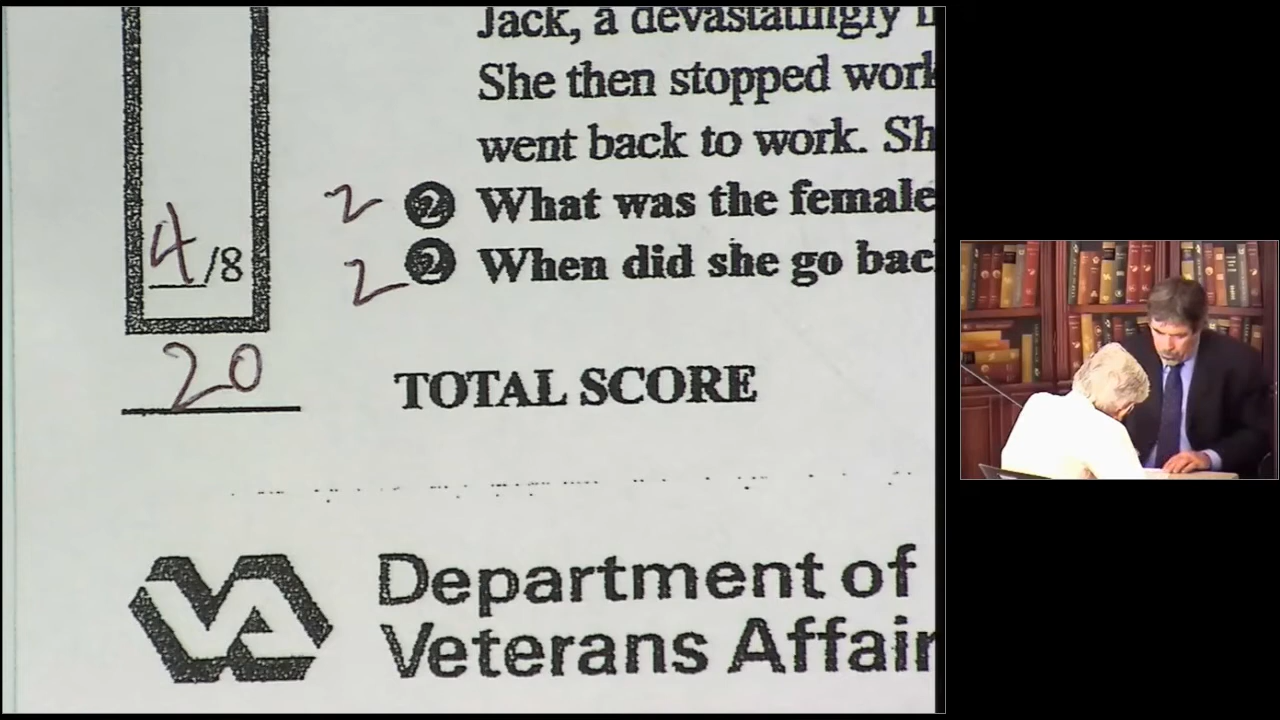 Jack, a devastatingly
She then stopped work
went back to work. Sh
2 2 What was the female
4/8 2 2 When did she go bac
20 TOTAL SCORE
VA Department of
Veterans Affair